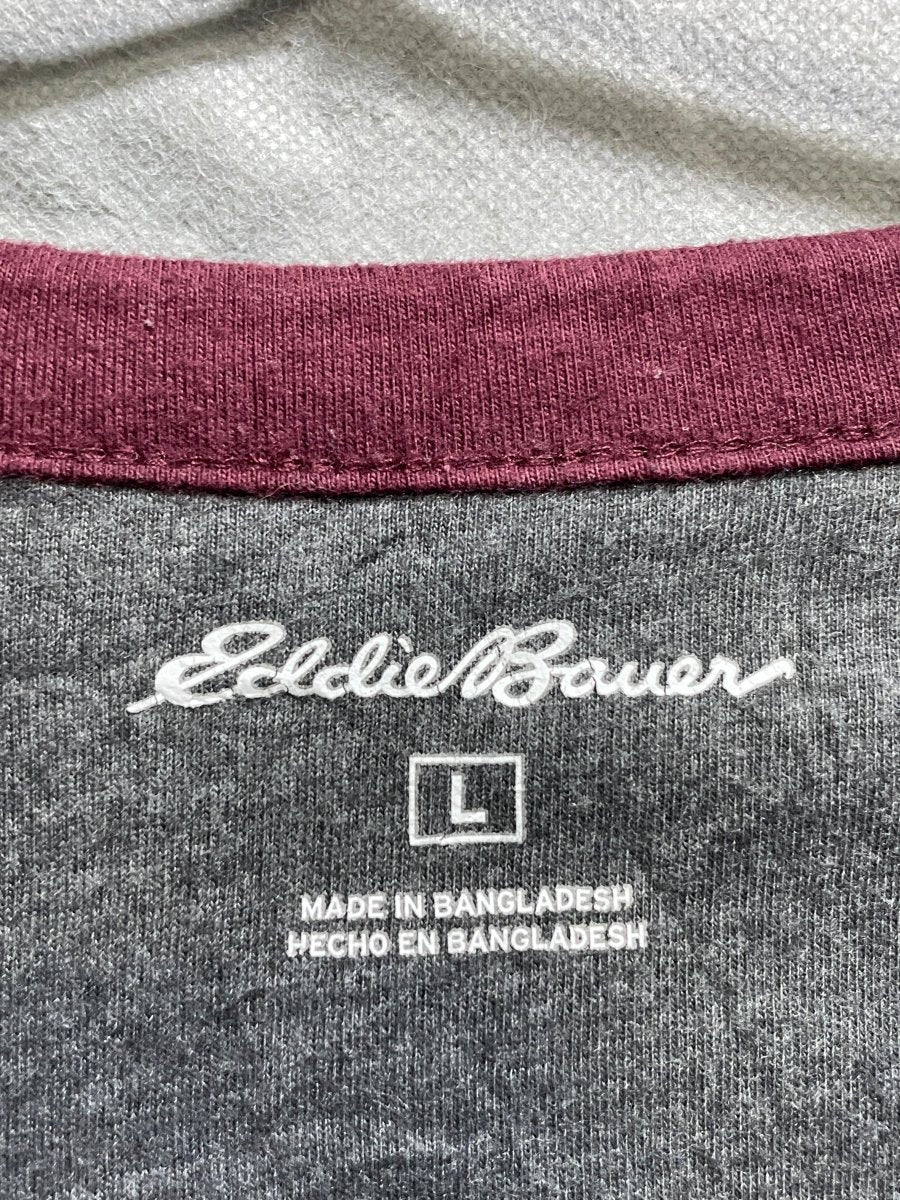 Eddie Bauer
L
MADE IN BANGLADESH
HECHO EN BANGLADESH